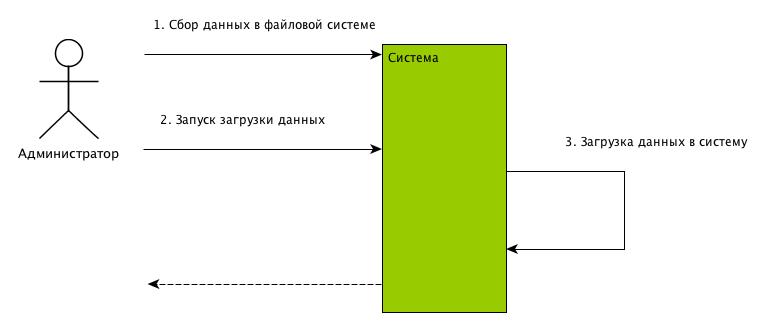 1. Сбор данных в файловой системе
Система
2. Запуск загрузки данных
3. Загрузка данных в систему
Администратор